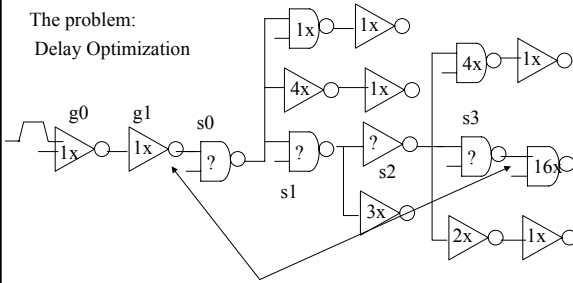 The problem:
Delay Optimization
1x
1x
4x
1x
4x
1x
g0
g1
s0
s3
1x
1x
?
?
?
?
16x
s1
s2
3x
2x
1x